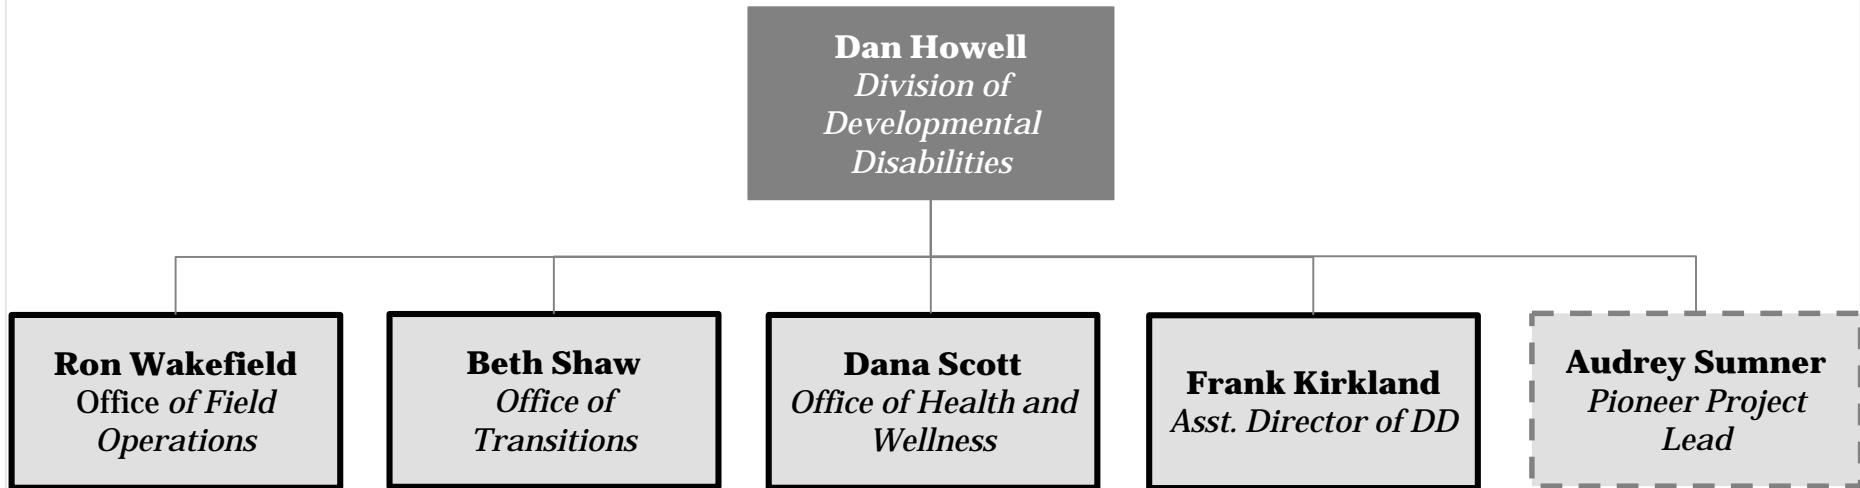 Dan Howell
Division of
Developmental
Disabilities
Ron Wakefield
Office of Field
Operations
Beth Shaw
Office of
Transitions
Dana Scott
Office of Health and
Wellness
Frank Kirkland
Asst. Director of DD
Audrey Sumner
Pioneer Project
Lead